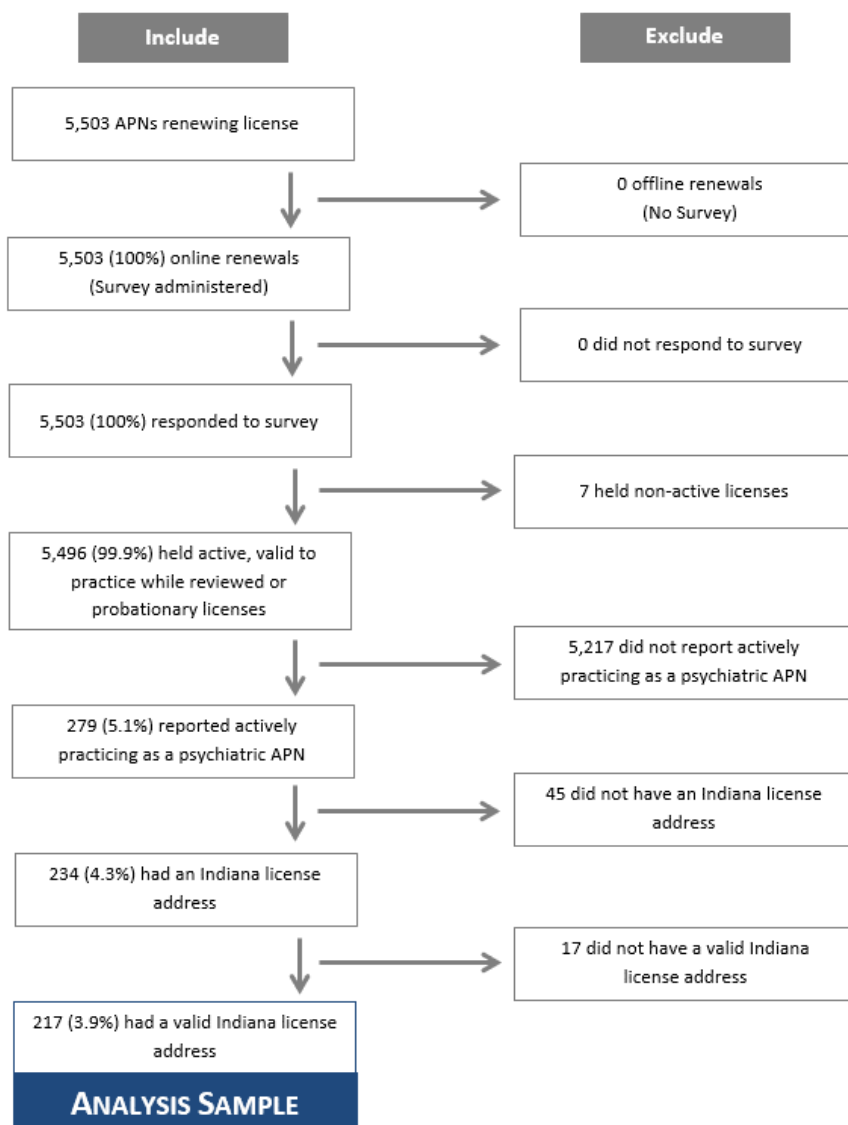 Include
Exclude
5,503 APNs renewing license
0 offline renewals
(No Survey)
5,503 (100%) online renewals
(Survey administered)
0 did not respond to survey
5,503 (100%) responded to survey
7 held non-active licenses
5,496 (99.9%) held active, valid to
practice while reviewed or
probationary licenses
5,217 did not report actively
practicing as a psychiatric APN
279 (5.1%) reported actively
practicing as a psychiatric APN
45 did not have an Indiana license
address
234 (4.3%) had an Indiana license
address
17 did not have a valid Indiana
license address
217 (3.9%) had a valid Indiana license
address
ANALYSIS SAMPLE